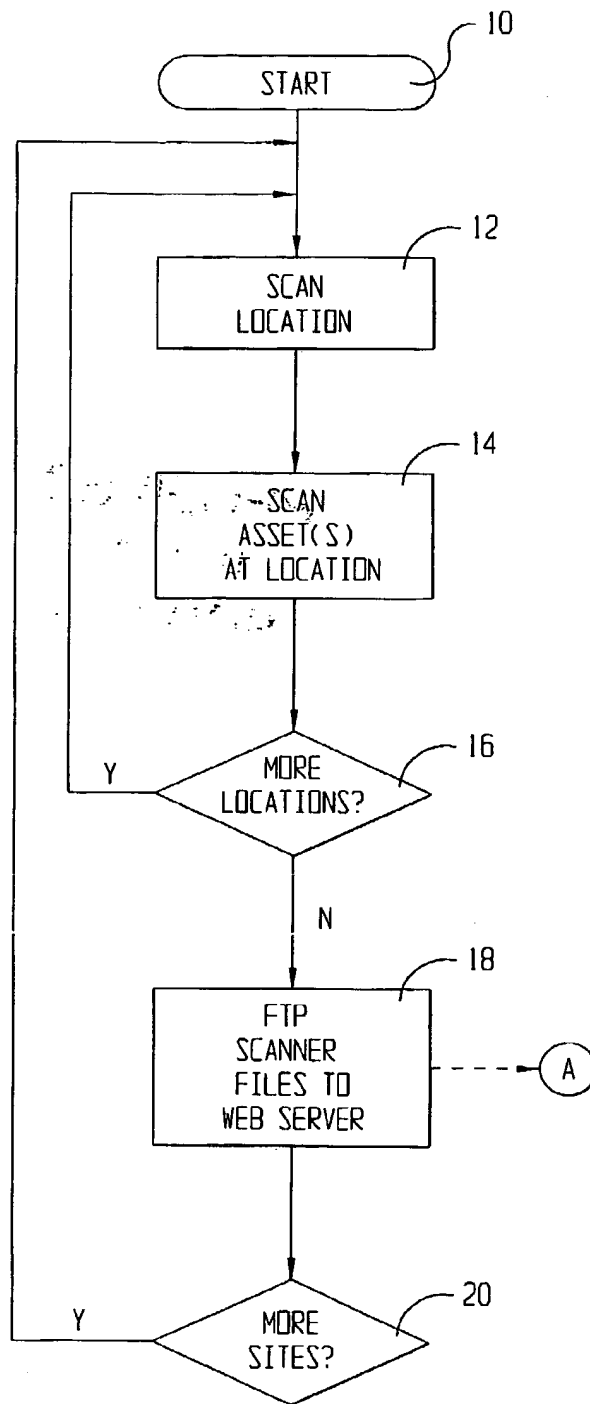 10
START
12
SCAN
LOCATION
14
SCAN
ASSET(S)
AT LOCATION
16
MORE
LOCATIONS?
Y
N
18
FTP
SCANNER
FILES TO
WEB SERVER
A
20
MORE
SITES?
Y